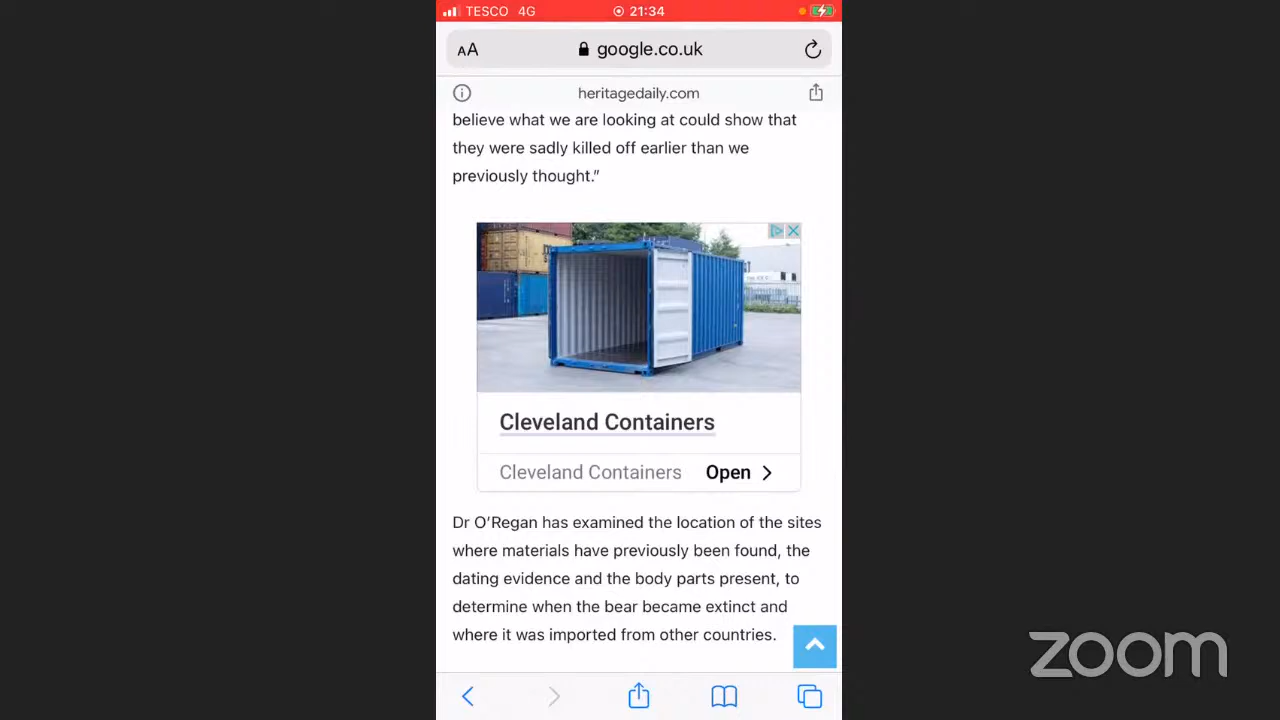 TESCO 4G 21:34
AA google.co.uk
heritagedaily.com
believe what we are looking at could show that
they were sadly killed off earlier than we
previously thought.”
Cleveland Containers
Cleveland Containers Open
Dr O’Regan has examined the location of the sites
where materials have previously been found, the
dating evidence and the body parts present, to
determine when the bear became extinct and
where it was imported from other countries.
zoom